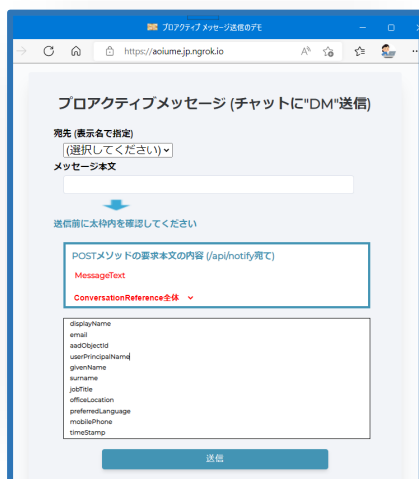 プロアクティブ メッセージ送信のデモ
https://aoiume.jp.ngrok.io
プロアクティブメッセージ (チャットに"DM"送信)
宛先 (表示名で指定)
(選択してください)
メッセージ本文
送信前に太枠内を確認してください
POSTメソッドの要求本文の内容 (/api/notify宛て)
MessageText
ConversationReference全体
displayName
email
aadObjectId
userPrincipalName
givenName
surname
jobTitle
officeLocation
preferredLanguage
mobilePhone
timeStamp
送信